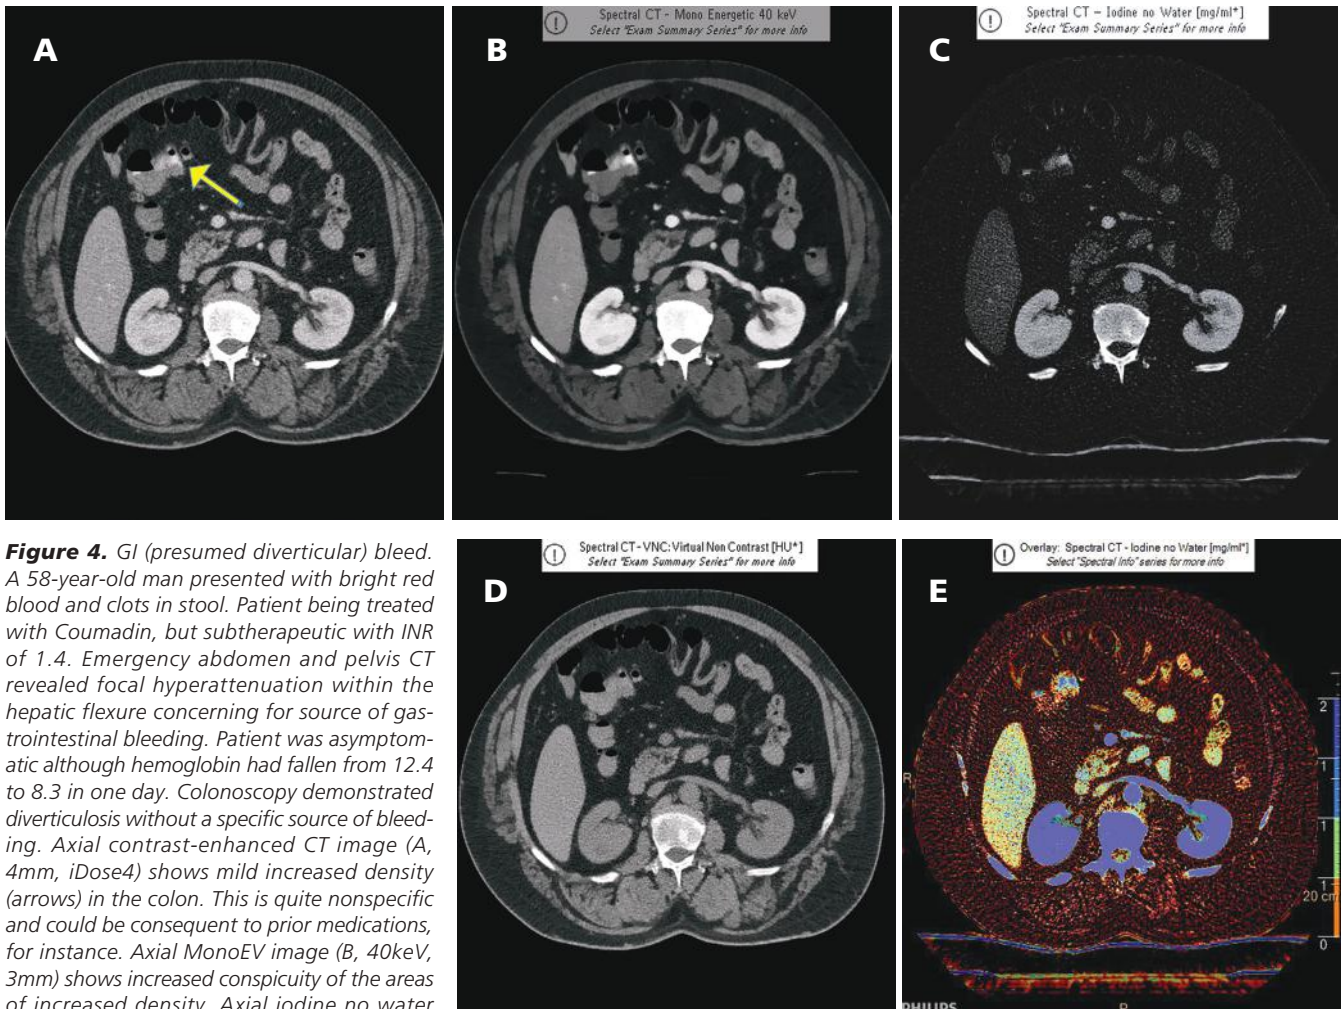 A
Spectral CT - Mono Energetic 40 keV
Select "Exam Summary Series" for more info
B
Spectral CT – Iodine no Water [mg/ml*]
Select "Exam Summary Series" for more info
C
Figure 4. GI (presumed diverticular) bleed.
A 58-year-old man presented with bright red
blood and clots in stool. Patient being treated
with Coumadin, but subtherapeutic with INR
of 1.4. Emergency abdomen and pelvis CT
revealed focal hyperattenuation within the
hepatic flexure concerning for source of gas-
trointestinal bleeding. Patient was asymptom-
atic although hemoglobin had fallen from 12.4
to 8.3 in one day. Colonoscopy demonstrated
diverticulosis without a specific source of bleed-
ing. Axial contrast-enhanced CT image (A,
4mm, iDose4) shows mild increased density
(arrows) in the colon. This is quite nonspecific
and could be consequent to prior medications,
for instance. Axial MonoEV image (B, 40keV,
3mm) shows increased conspicuity of the areas
of increased density. Axial iodine no water
Spectral CT - VNC: Virtual Non Contrast [HU*]
Select "Exam Summary Series" for more info
D
Overlay: Spectral CT - Iodine no Water [mg/ml*]
Select "Spectral Info" series for more info
E
R
2
1
1
1
20 cm
0
PHILIPS